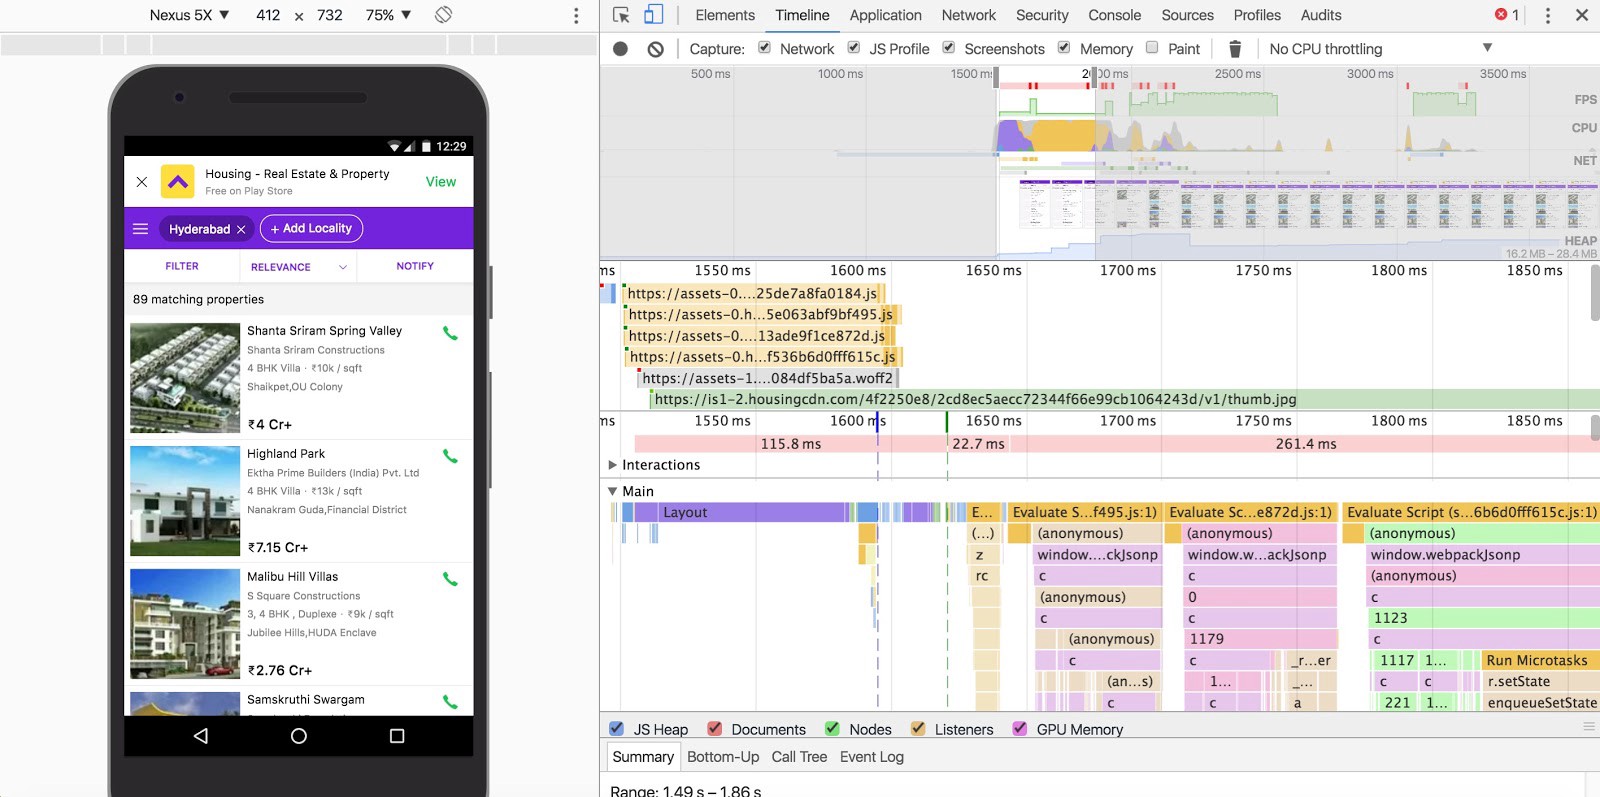 Nexus 5X ▼ 412 × 732 75% ▼
Elements Timeline Application Network Security Console Sources Profiles Audits 1
Capture: Network JS Profile Screenshots Memory Paint No CPU throttling ▼
500 ms 1000 ms 1500 ms 2000 ms 2500 ms 3000 ms 3500 ms
FPS
CPU
NET
HEAP
16.2 MB – 28.4 MB
12:29
Housing - Real Estate & Property
Free on Play Store
View
Hyderabad × + Add Locality
FILTER RELEVANCE NOTIFY
89 matching properties
Shanta Sriram Spring Valley
Shanta Sriram Constructions
4 BHK Villa · ₹10k / sqft
Shaikpet,OU Colony
₹4 Cr+
Highland Park
Ektha Prime Builders (India) Pvt. Ltd
4 BHK Villa · ₹13k / sqft
Nanakram Guda,Financial District
₹7.15 Cr+
Malibu Hill Villas
S Square Constructions
3, 4 BHK , Duplexe · ₹9k / sqft
Jubilee Hills,HUDA Enclave
₹2.76 Cr+
Samskruthi Swargam
ms 1550 ms 1600 ms 1650 ms 1700 ms 1750 ms 1800 ms 1850 ms
https://assets-0....25de7a8fa0184.js
https://assets-0.h...5e063abf9bf495.js
https://assets-0....13ade9f1ce872d.js
https://assets-0.h...f536b6d0fff615c.js
https://assets-1....084df5ba5a.woff2
https://is1-2.housingcdn.com/4f2250e8/2cd8ec5aecc72344f66e99cb1064243d/v1/thumb.jpg
ms 1550 ms 1600 ms 1650 ms 1700 ms 1750 ms 1800 ms 1850 ms
115.8 ms 22.7 ms 261.4 ms
▶ Interactions
▼ Main
Layout E... Evaluate S...f495.js:1) Evaluate Sc...e872d.js:1) Evaluate Script (s...6b6d0fff615c.js:1)
(...) (anonymous) (anonymous) (anonymous)
z window....ckJsonp window.w...ackJsonp window.webpackJsonp
rc c c (anonymous)
(anonymous) 0 c
c c 1123
(anonymous) 1179 c
c c _r...er 1117 1... Run Microtasks
(an...s) 1... _... c c r.setState
c c a 221 1... enqueueSetState
JS Heap Documents Nodes Listeners GPU Memory
Summary Bottom-Up Call Tree Event Log
Range: 1.49 s – 1.86 s